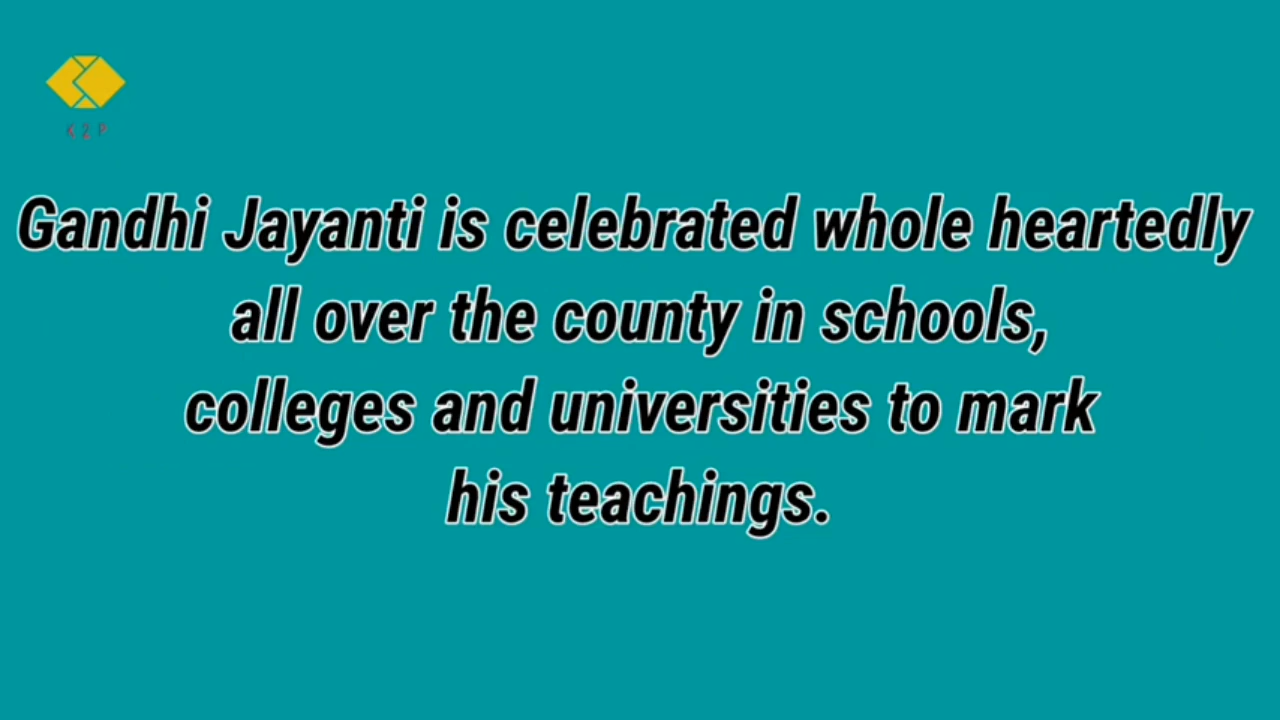 K2P
Gandhi Jayanti is celebrated whole heartedly
all over the county in schools,
colleges and universities to mark
his teachings.